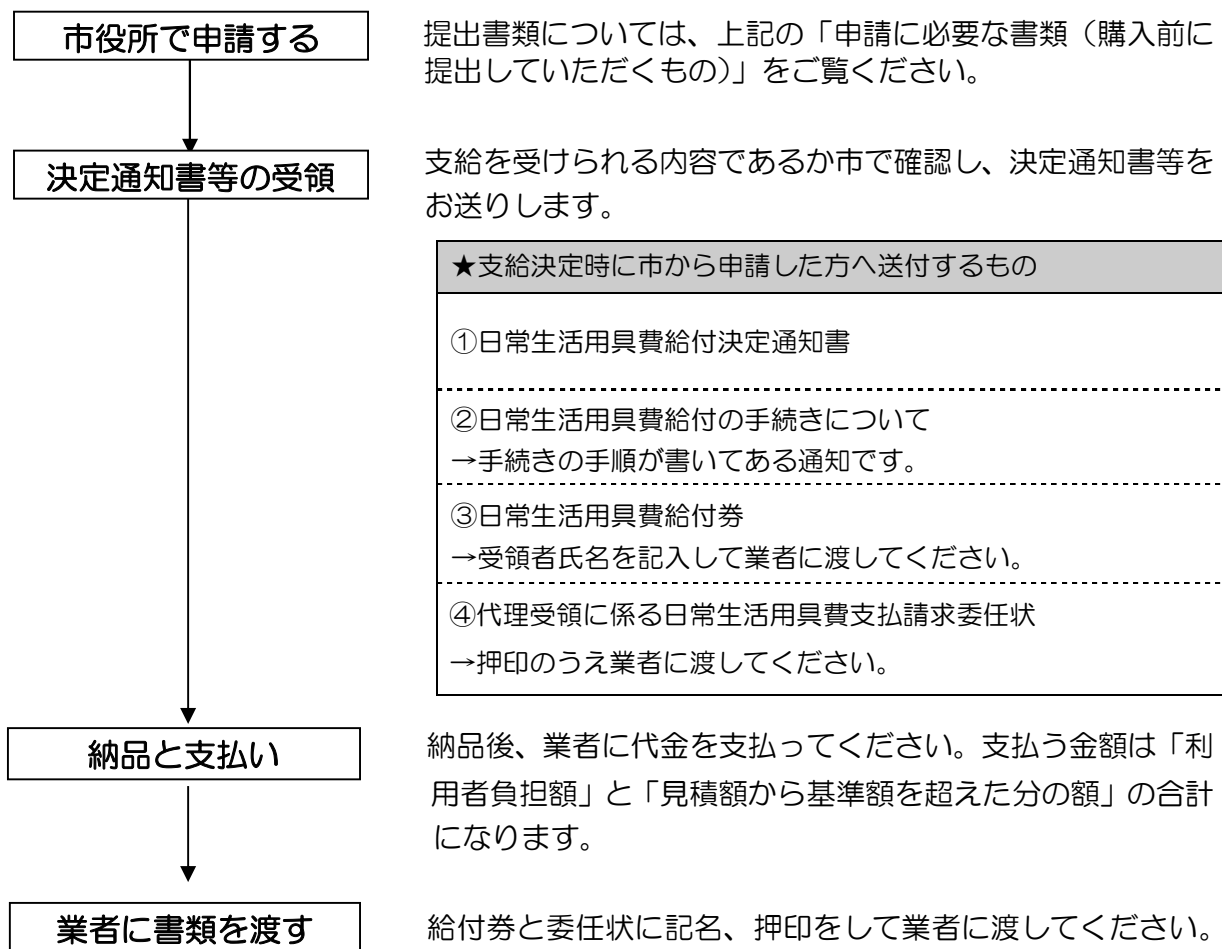 市役所で申請する
提出書類については、上記の「申請に必要な書類（購入前に
提出していただくもの）」をご覧ください。
決定通知書等の受領
支給を受けられる内容であるか市で確認し、決定通知書等を
お送りします。
★支給決定時に市から申請した方へ送付するもの
①日常生活用具費給付決定通知書
②日常生活用具費給付の手続きについて
→手続きの手順が書いてある通知です。
③日常生活用具費給付券
→受領者氏名を記入して業者に渡してください。
④代理受領に係る日常生活用具費支払請求委任状
→押印のうえ業者に渡してください。
納品と支払い
納品後、業者に代金を支払ってください。支払う金額は「利
用者負担額」と「見積額から基準額を超えた分の額」の合計
になります。
業者に書類を渡す
給付券と委任状に記名、押印をして業者に渡してください。